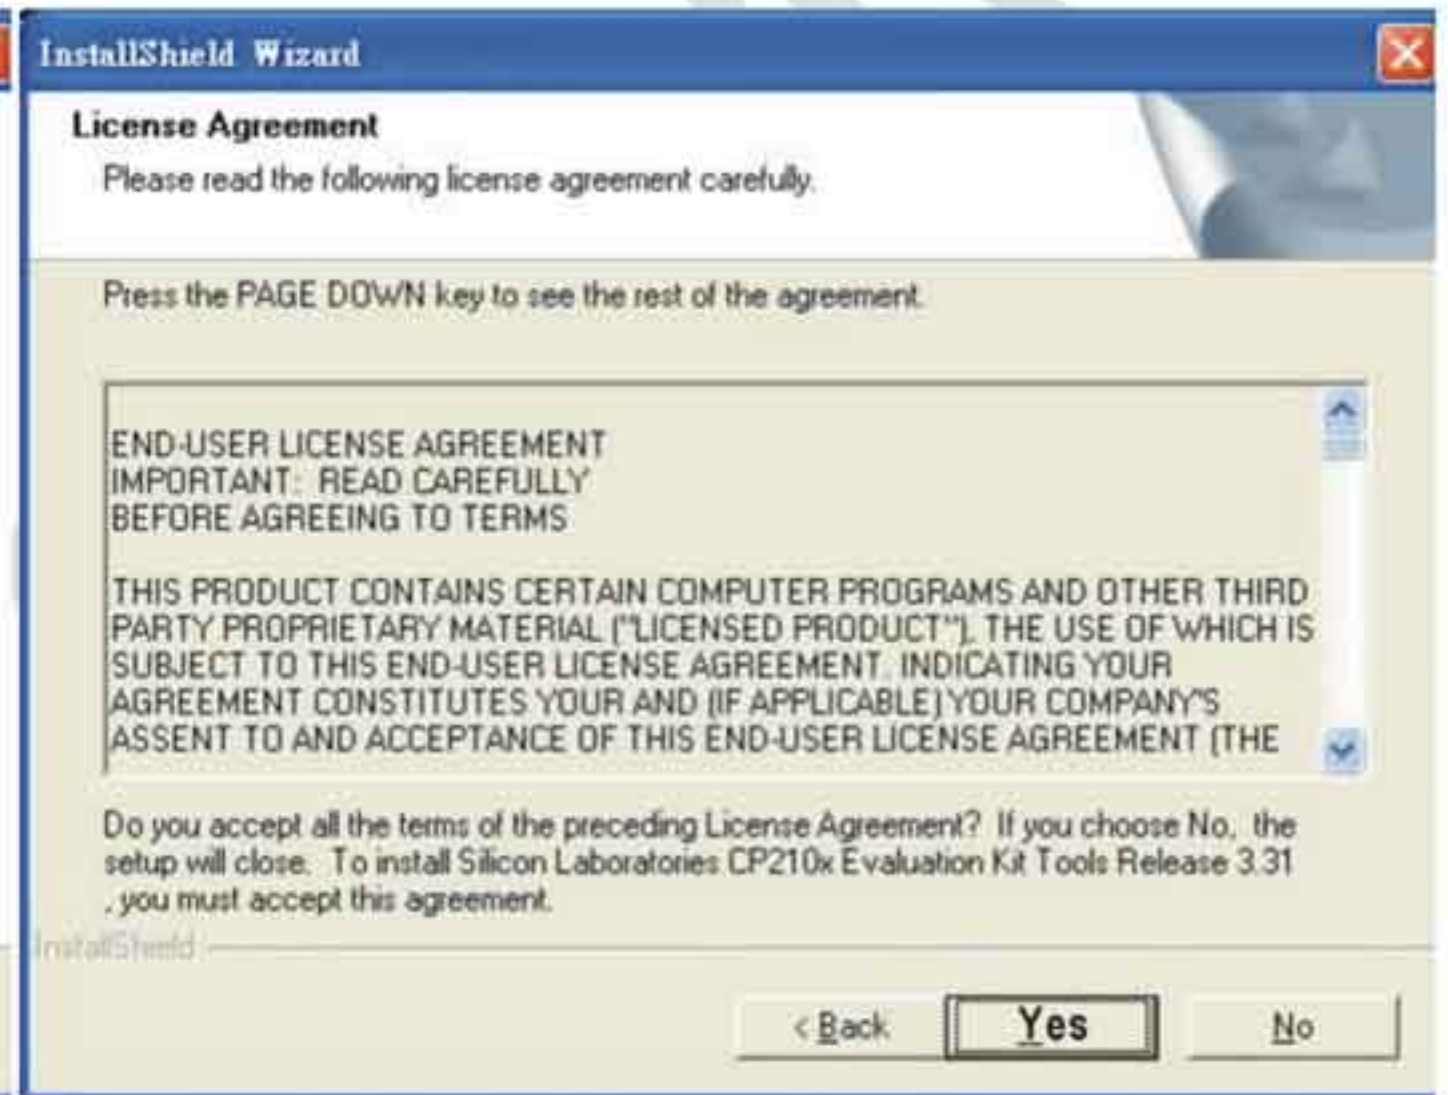 InstallShield Wizard
License Agreement
Please read the following license agreement carefully.
Press the PAGE DOWN key to see the rest of the agreement.
END-USER LICENSE AGREEMENT
IMPORTANT:  READ CAREFULLY
BEFORE AGREEING TO TERMS
THIS PRODUCT CONTAINS CERTAIN COMPUTER PROGRAMS AND OTHER THIRD
PARTY PROPRIETARY MATERIAL ("LICENSED PRODUCT"), THE USE OF WHICH IS
SUBJECT TO THIS END-USER LICENSE AGREEMENT. INDICATING YOUR
AGREEMENT CONSTITUTES YOUR AND (IF APPLICABLE) YOUR COMPANY'S
ASSENT TO AND ACCEPTANCE OF THIS END-USER LICENSE AGREEMENT (THE
Do you accept all the terms of the preceding License Agreement?  If you choose No,  the
setup will close.  To install Silicon Laboratories CP210x Evaluation Kit Tools Release 3.31
, you must accept this agreement.
InstallShield
< Back
Yes
No